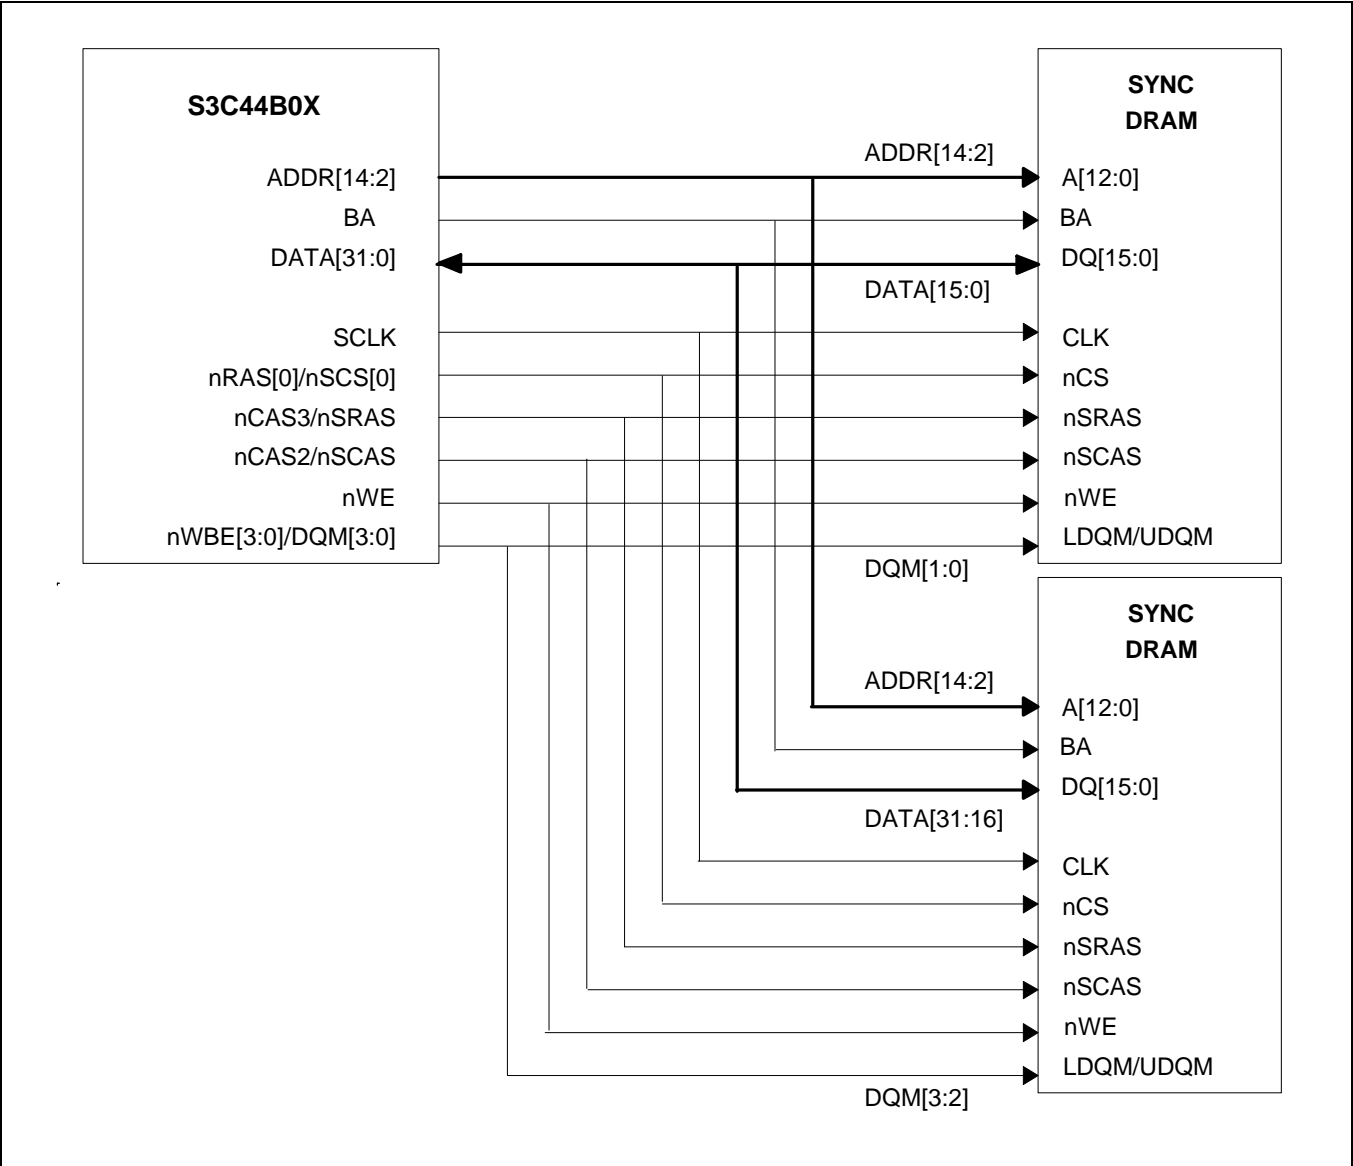 S3C44B0X
ADDR[14:2]
BA
DATA[31:0]
SCLK
nRAS[0]/nSCS[0]
nCAS3/nSRAS
nCAS2/nSCAS
nWE
nWBE[3:0]/DQM[3:0]
ADDR[14:2]
DATA[15:0]
DQM[1:0]
SYNC
DRAM
A[12:0]
BA
DQ[15:0]
CLK
nCS
nSRAS
nSCAS
nWE
LDQM/UDQM
ADDR[14:2]
DATA[31:16]
DQM[3:2]
SYNC
DRAM
A[12:0]
BA
DQ[15:0]
CLK
nCS
nSRAS
nSCAS
nWE
LDQM/UDQM